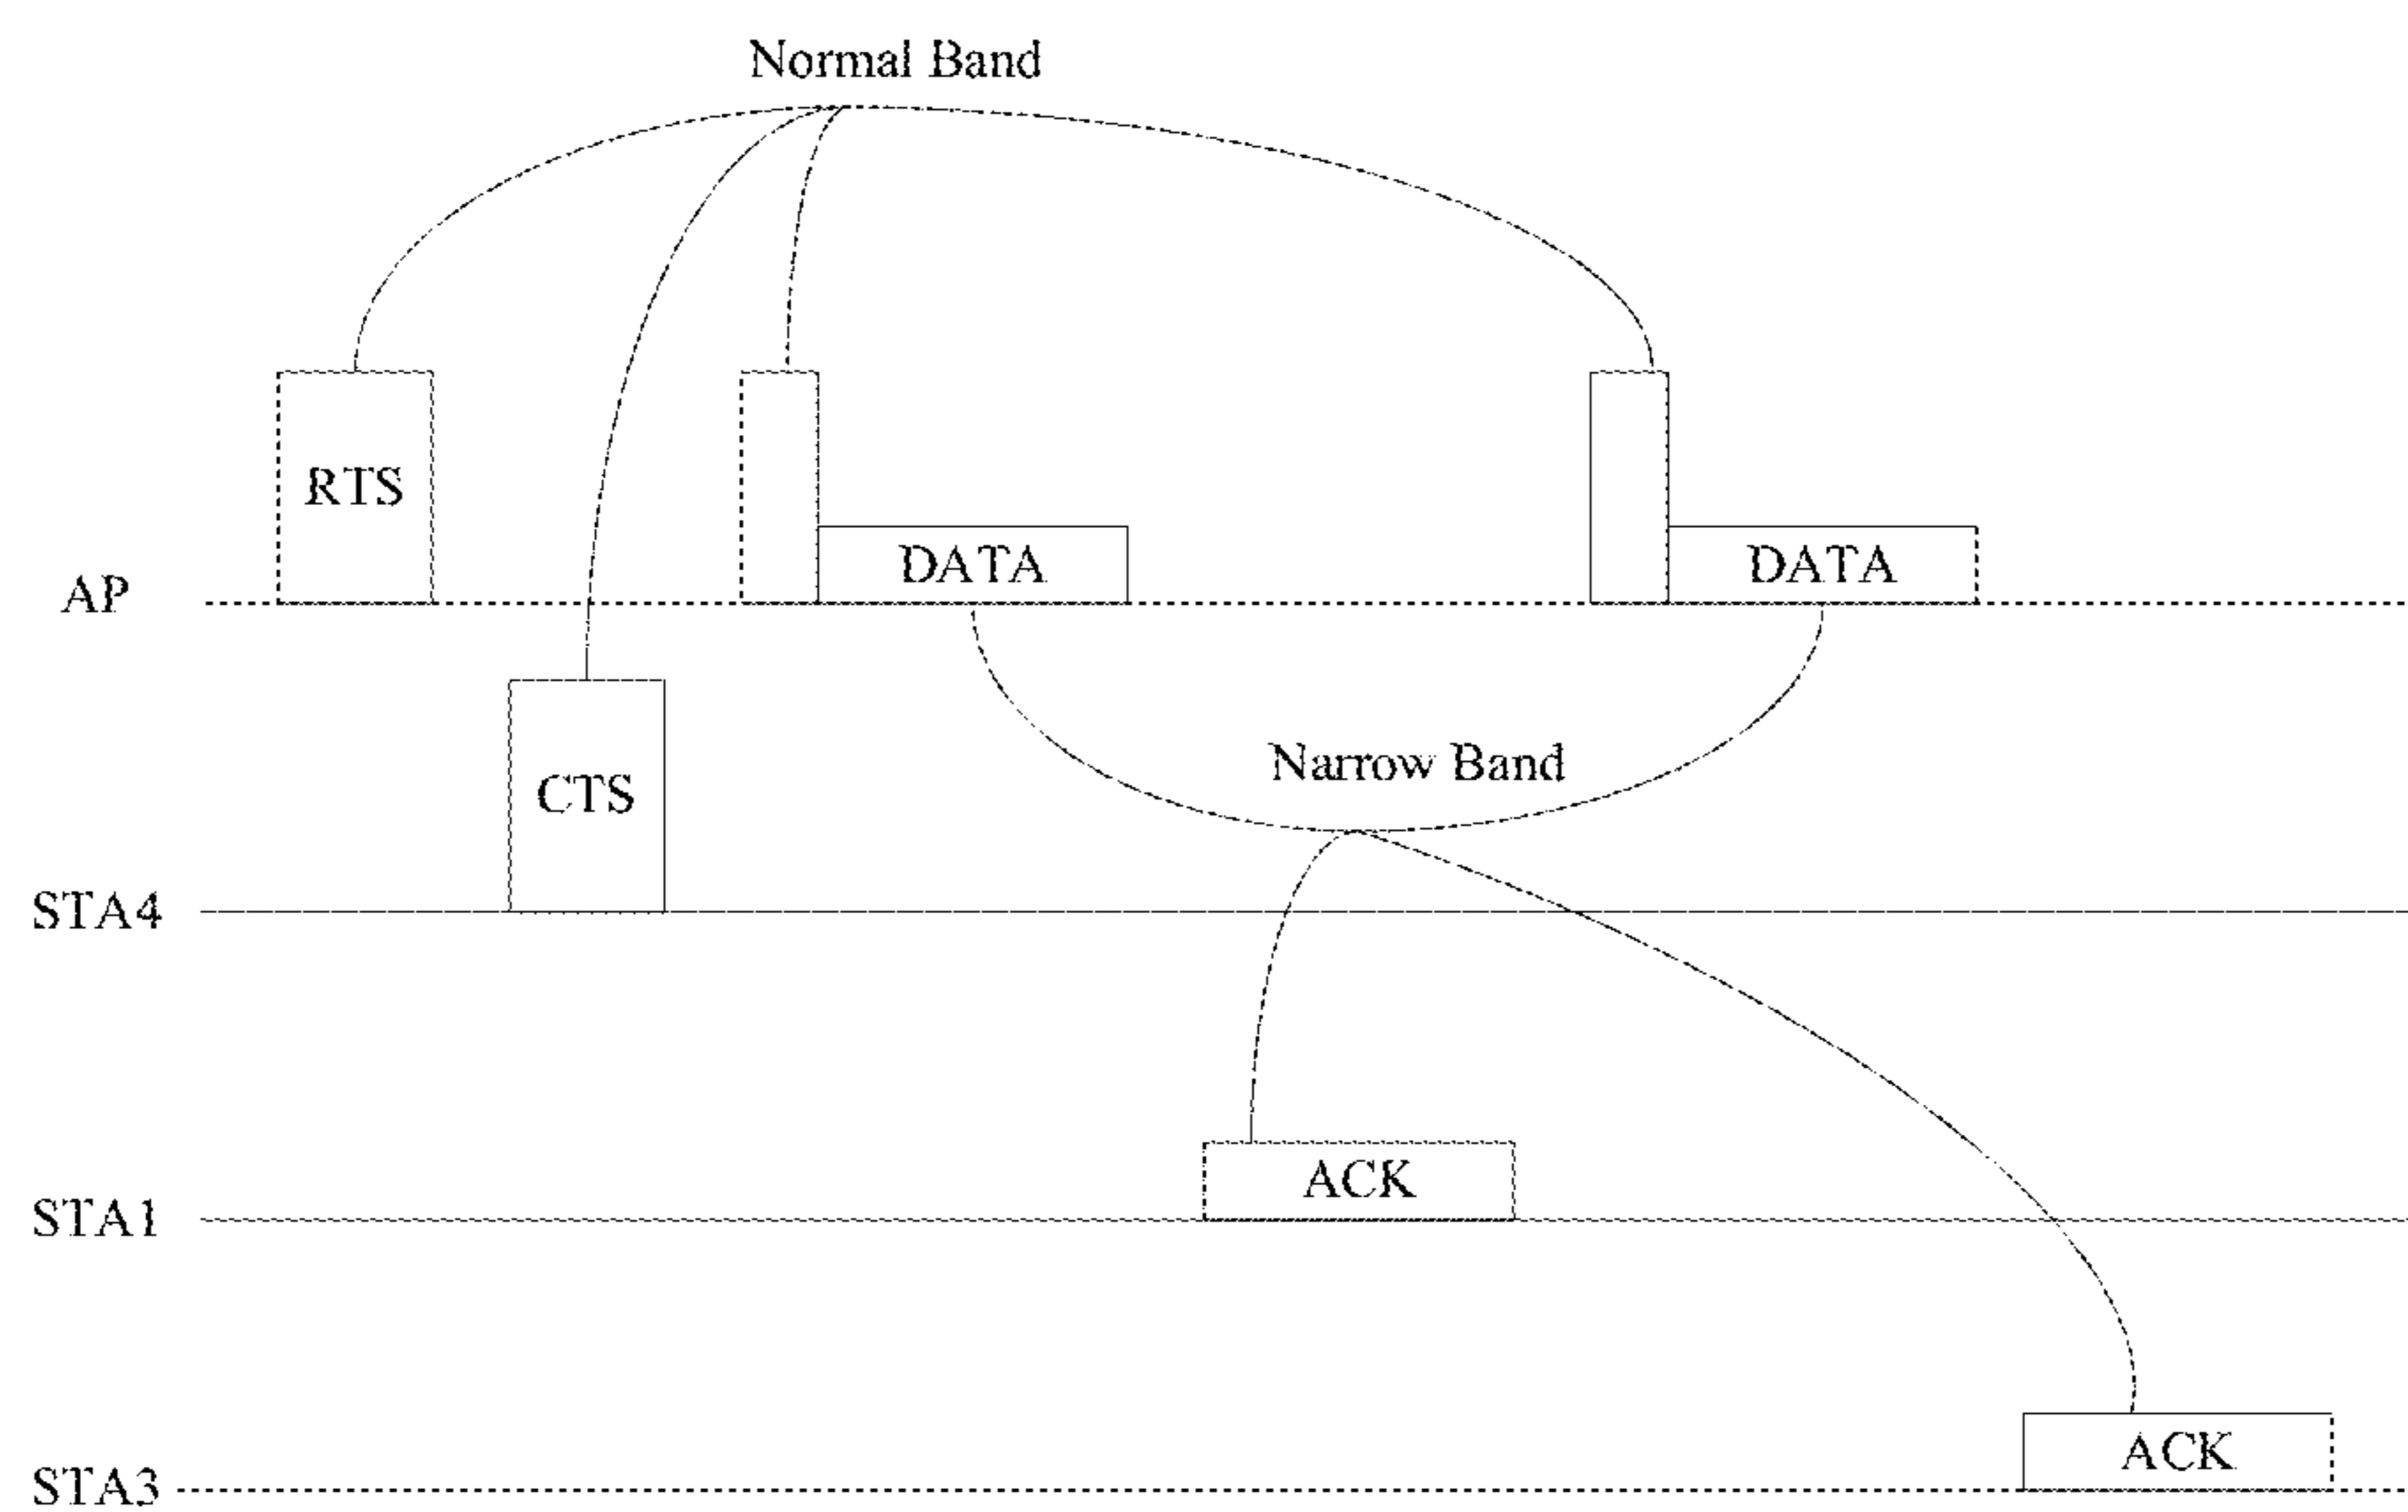 Normal Band
RTS
DATA
DATA
AP
Narrow Band
CTS
STA4
ACK
STA1
ACK
STA3